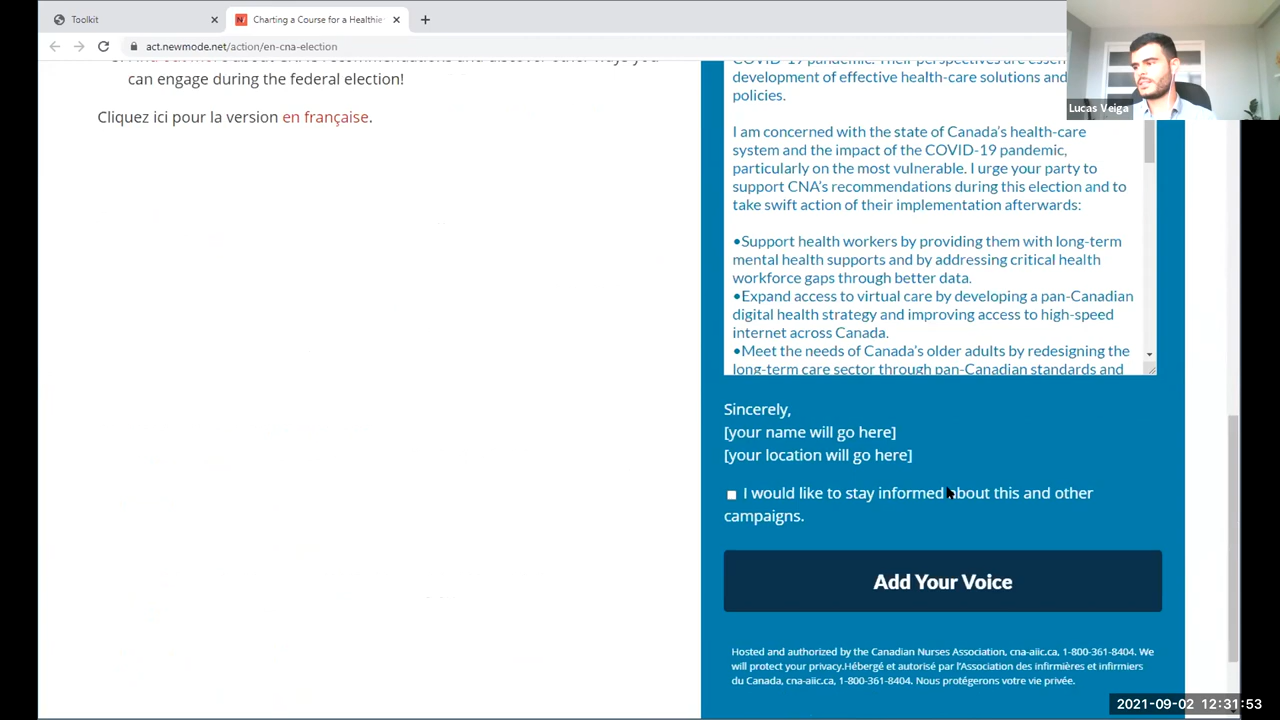 Toolkit
Charting a Course for a Healthie
act.newmode.net/action/en-cna-election
can engage during the federal election!
Cliquez ici pour la version en française.
COVID-19 pandemic. Their perspectives are
development of effective health-care solutions and
policies.
I am concerned with the state of Canada's health-care
system and the impact of the COVID-19 pandemic,
particularly on the most vulnerable. I urge your party to
support CNA's recommendations during this election and to
take swift action of their implementation afterwards:
•Support health workers by providing them with long-term
mental health supports and by addressing critical health
workforce gaps through better data.
•Expand access to virtual care by developing a pan-Canadian
digital health strategy and improving access to high-speed
internet across Canada.
•Meet the needs of Canada's older adults by redesigning the
long-term care sector through pan-Canadian standards and
Sincerely,
[your name will go here]
[your location will go here]
I would like to stay informed about this and other
campaigns.
Add Your Voice
Hosted and authorized by the Canadian Nurses Association, cna-aiic.ca, 1-800-361-8404. We
will protect your privacy.Hébergé et autorisé par l'Association des infirmières et infirmiers
du Canada, cna-aiic.ca, 1-800-361-8404. Nous protégerons votre vie privée.
Lucas Veiga
2021-09-02 12:31:53